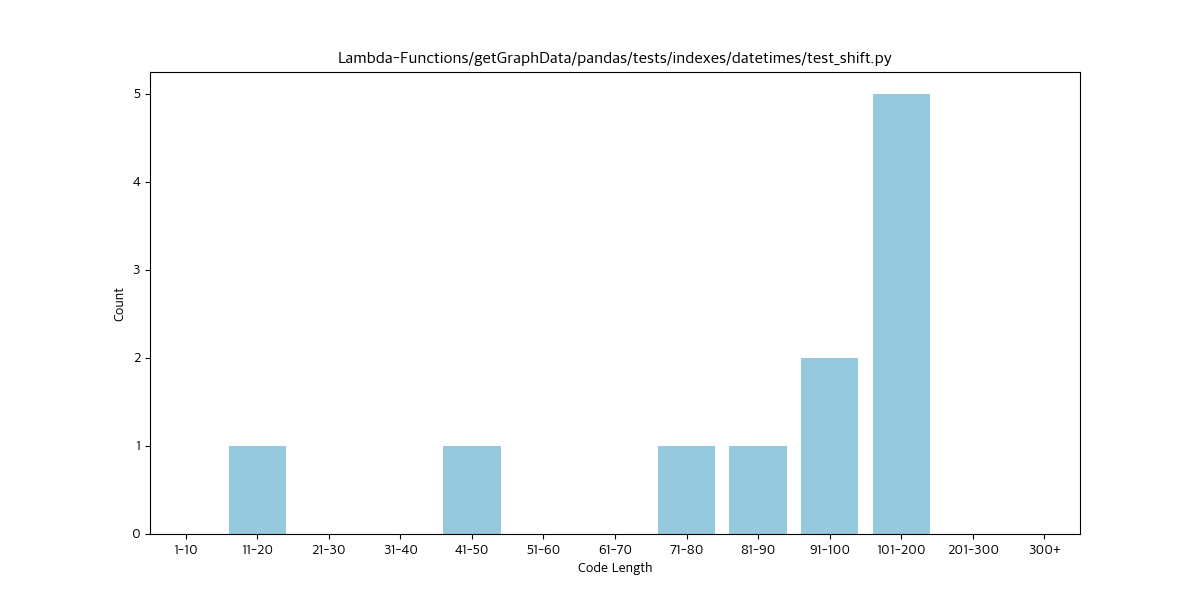 Lambda-Functions/getGraphData/pandas/tests/indexes/datetimes/test_shift.py
5
4
3
2
1
0
Count
1-10 11-20 21-30 31-40 41-50 51-60 61-70 71-80 81-90 91-100 101-200 201-300 300+
Code Length